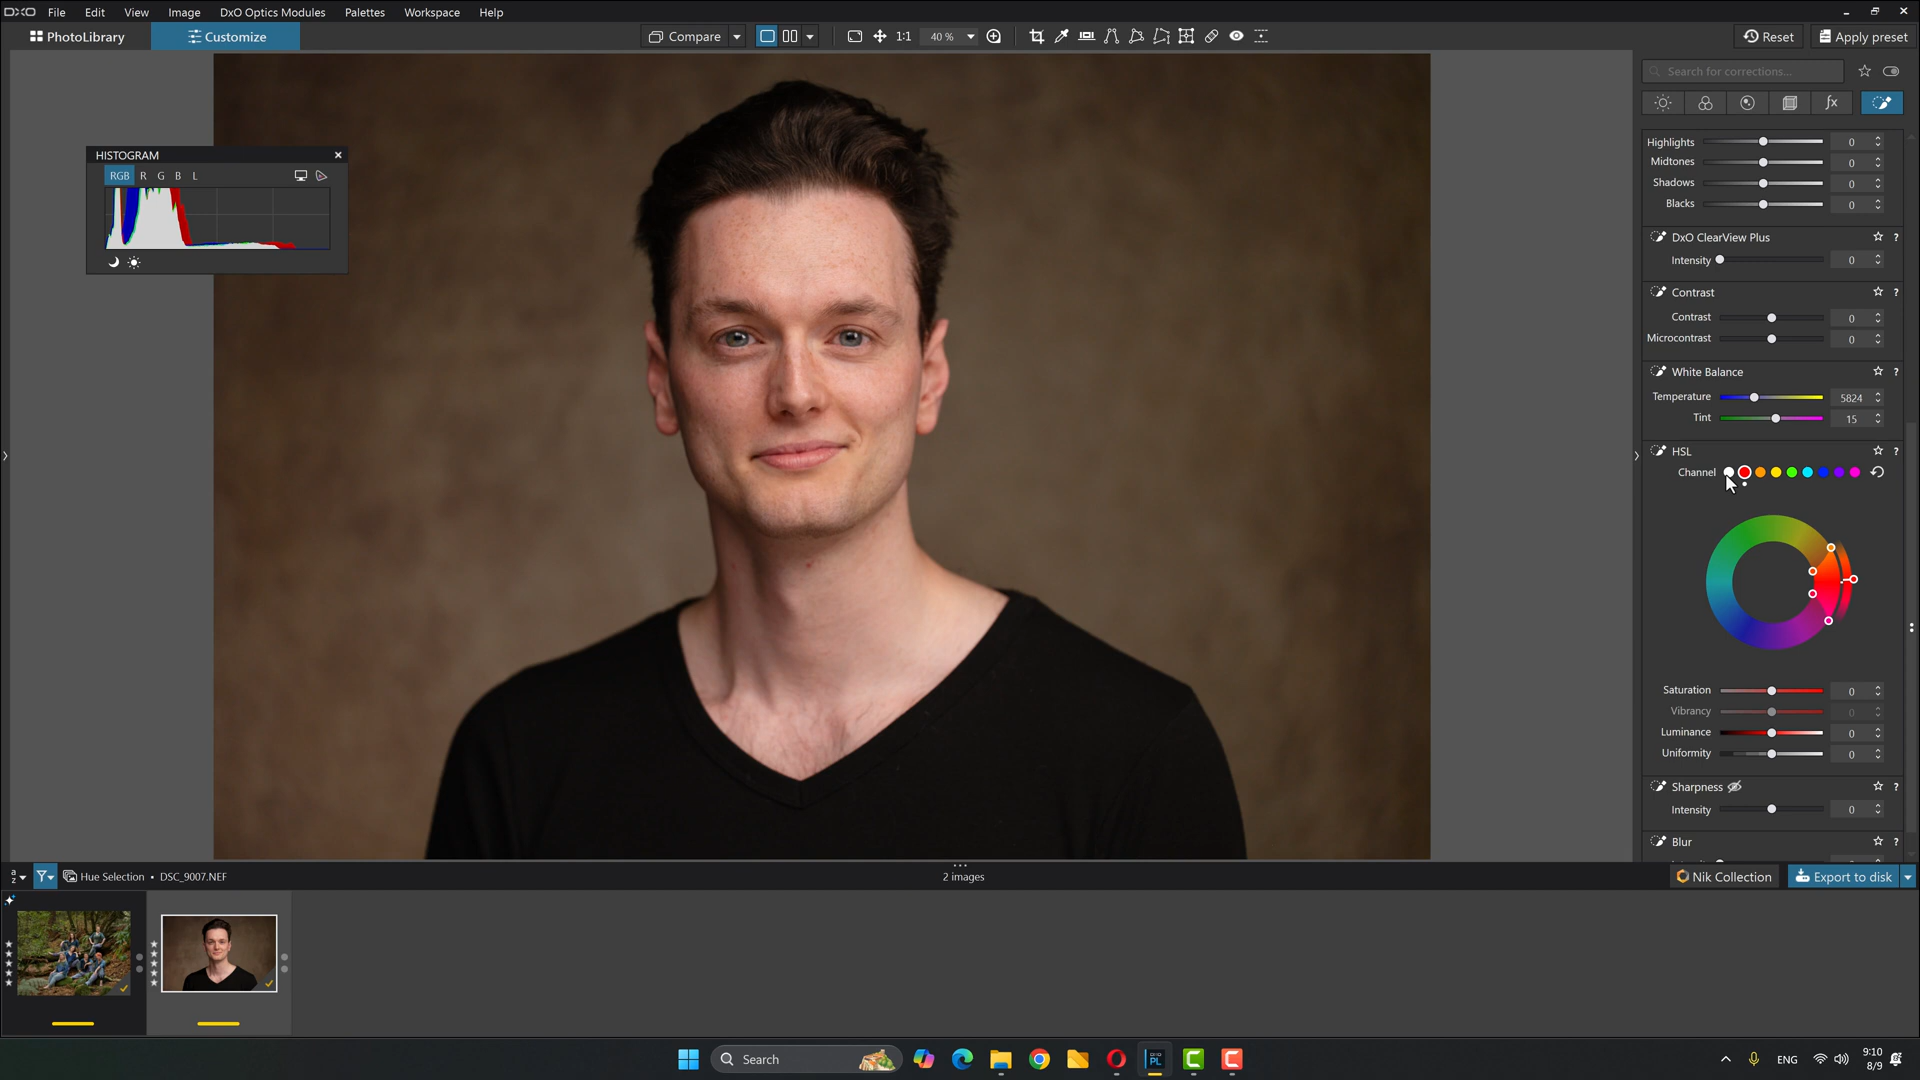 DXO File Edit View Image DxO Optics Modules Palettes Workspace Help
PhotoLibrary Customize Compare 1:1 40 % Reset Apply preset
Search for corrections...
fx
HISTOGRAM
RGB R G B L
Highlights 0
Midtones 0
Shadows 0
Blacks 0
DxO ClearView Plus ?
Intensity 0
Contrast ?
Contrast 0
Microcontrast 0
White Balance ?
Temperature 5824
Tint 15
HSL ?
Channel
Saturation 0
Vibrancy 0
Luminance 0
Uniformity 0
Sharpness ?
Intensity 0
Blur ?
a z Hue Selection • DSC_9007.NEF 2 images Nik Collection Export to disk
Search PL ENG 9:10
8/9